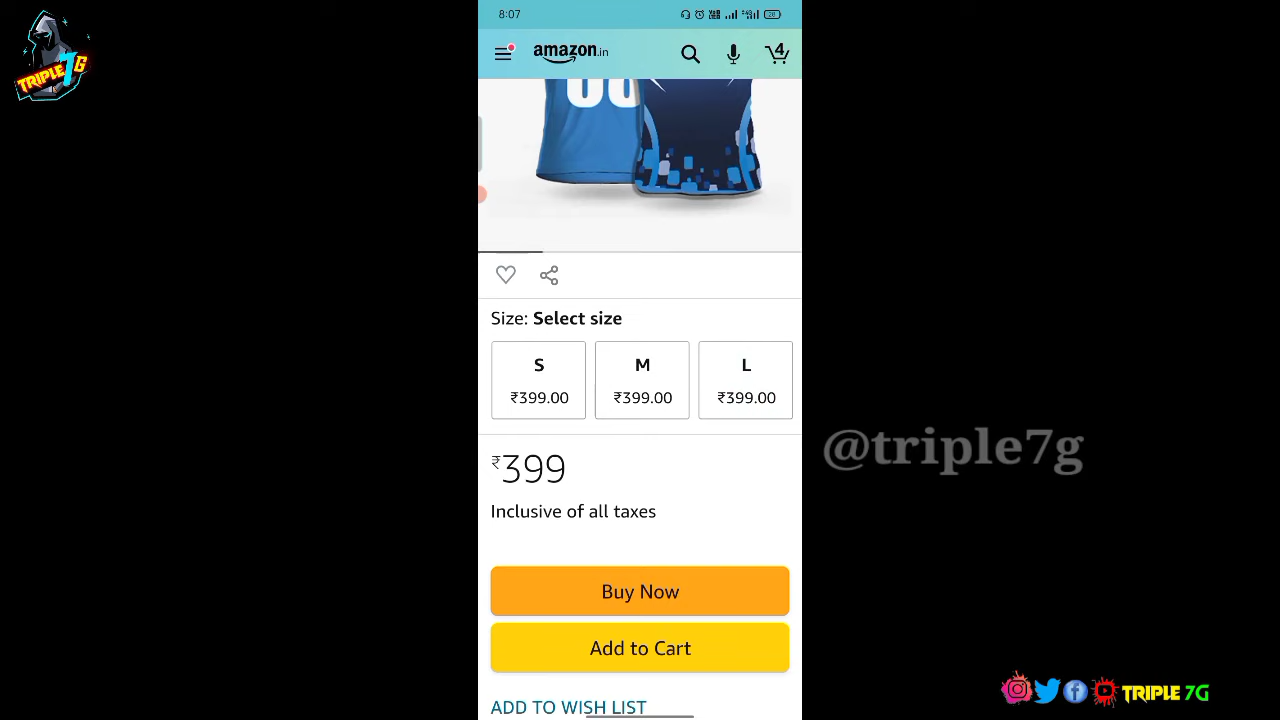 8:07
28
TRIPLE 7G
amazon.in
4
Size: Select size
S
M
L
₹399.00
₹399.00
₹399.00
₹399
@triple7g
Inclusive of all taxes
Buy Now
Add to Cart
TRIPLE 7G
ADD TO WISH LIST